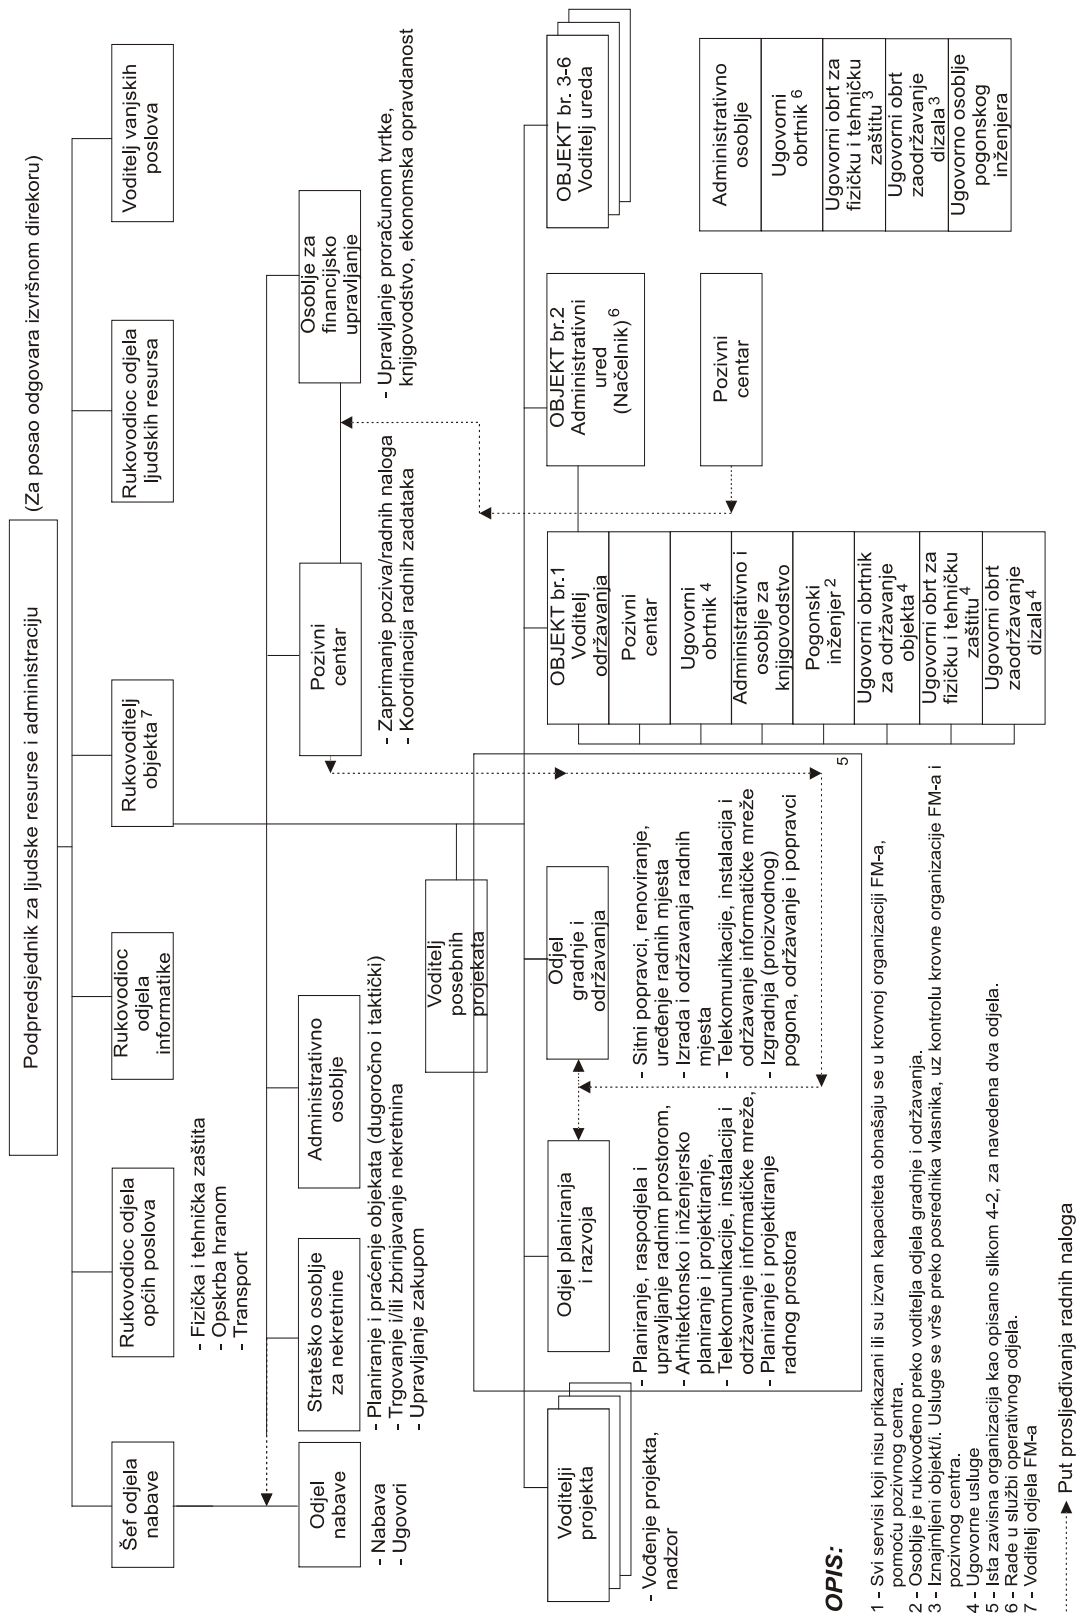 Podpredsjednik za ljudske resurse i administraciju
(Za posao odgovara izvršnom direkoru)
Šef odjela
nabave
Rukovodioc odjela
općih poslova
- Fizička i tehnička zaštita
- Opskrba hranom
- Transport
Rukovodioc
odjela
informatike
Rukovoditelj
objekta 7
Rukovodioc odjela
ljudskih resursa
Voditelj vanjskih
poslova
Odjel
nabave
- Nabava
- Ugovori
Strateško osoblje
za nekretnine
- Planiranje i praćenje objekata (dugoročno i taktički)
- Trgovanje i/ili zbrinjavanje nekretnina
- Upravljanje zakupom
Administrativno
osoblje
Pozivni
centar
- Zaprimanje poziva/radnih naloga
- Koordinacija radnih zadataka
Osoblje za
financijsko
upravljanje
- Upravljanje proračunom tvrtke,
knjigovodstvo, ekonomska opravdanost
Voditelj
posebnih
projekata
Voditelji
projekta
- Vođenje projekta,
nadzor
Odjel planiranja
i razvoja
- Planiranje, raspodjela i
upravljanje radnim prostorom,
- Arhitektonsko i inženjersko
planiranje i projektiranje,
- Telekomunikacije, instalacija i
održavanje informatičke mreže,
- Planiranje i projektiranje
radnog prostora
Odjel
gradnje i
održavanja
- Sitni popravci, renoviranje,
uređenje radnih mjesta
- Izrada i održavanja radnih
mjesta
- Telekomunikacije, instalacija i
održavanje informatičke mreže
- Izgradnja (proizvodnog)
pogona, održavanje i popravci
5
OBJEKT br.1
Voditelj
održavanja
Pozivni
centar
Ugovorni
obrtnik 4
Administrativno i
osoblje za
knjigovodstvo
Pogonski
inženjer 2
Ugovorni obrtnik
za održavanje
objekta 4
Ugovorni obrt za
fizičku i tehničku
zaštitu 4
Ugovorni obrt
zaodržavanje
dizala 4
OBJEKT br.2
Administrativni
ured
(Načelnik) 6
Pozivni
centar
OBJEKT br. 3-6
Voditelj ureda
Administrativno
osoblje
Ugovorni
obrtnik 6
Ugovorni obrt za
fizičku i tehničku
zaštitu 3
Ugovorni obrt
zaodržavanje
dizala 3
Ugovorno osoblje
pogonskog
inženjera
OPIS:
1 - Svi servisi koji nisu prikazani ili su izvan kapaciteta obnašaju se u krovnoj organizaciji FM-a,
pomoću pozivnog centra.
2 - Osoblje je rukovođeno preko voditelja odjela gradnje i održavanja.
3 - Iznajmljeni objekt/i. Usluge se vrše preko posrednika vlasnika, uz kontrolu krovne organizacije FM-a i
pozivnog centra.
4 - Ugovorne usluge
5 - Ista zavisna organizacija kao opisano slikom 4-2, za navedena dva odjela.
6 - Rade u službi operativnog odjela.
7 - Voditelj odjela FM-a
Put prosljeđivanja radnih naloga